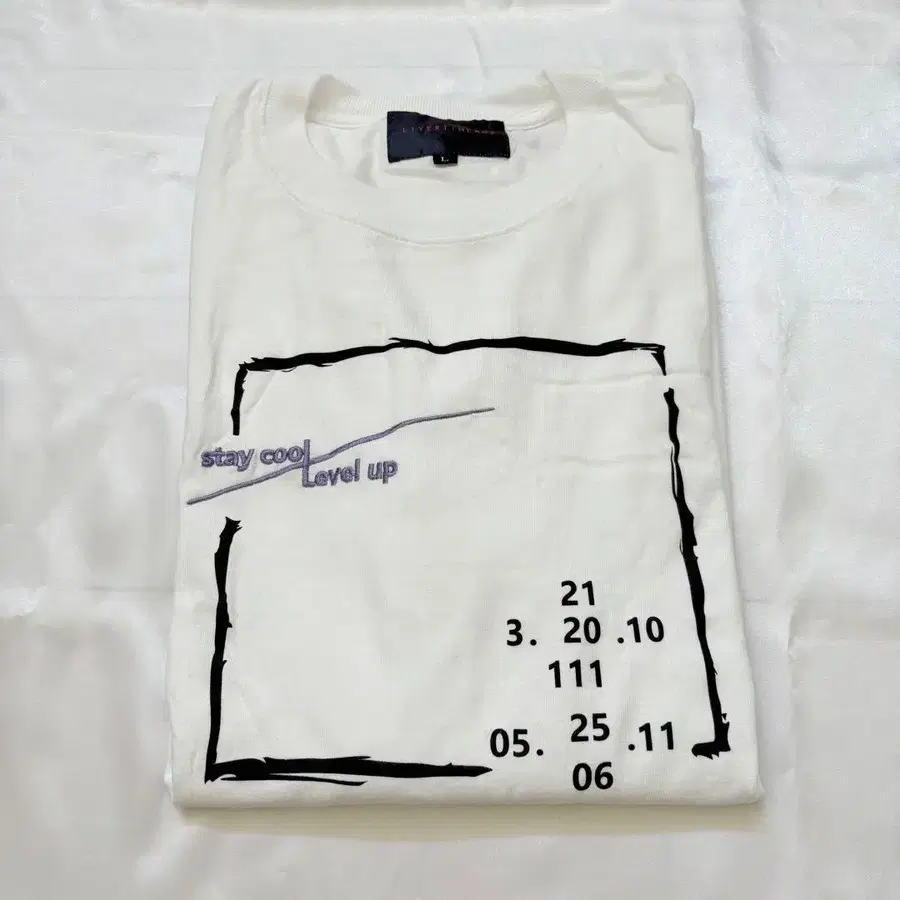 L
stay cool
Level up
21
3. 20 .10
111
05. 25 .11
06